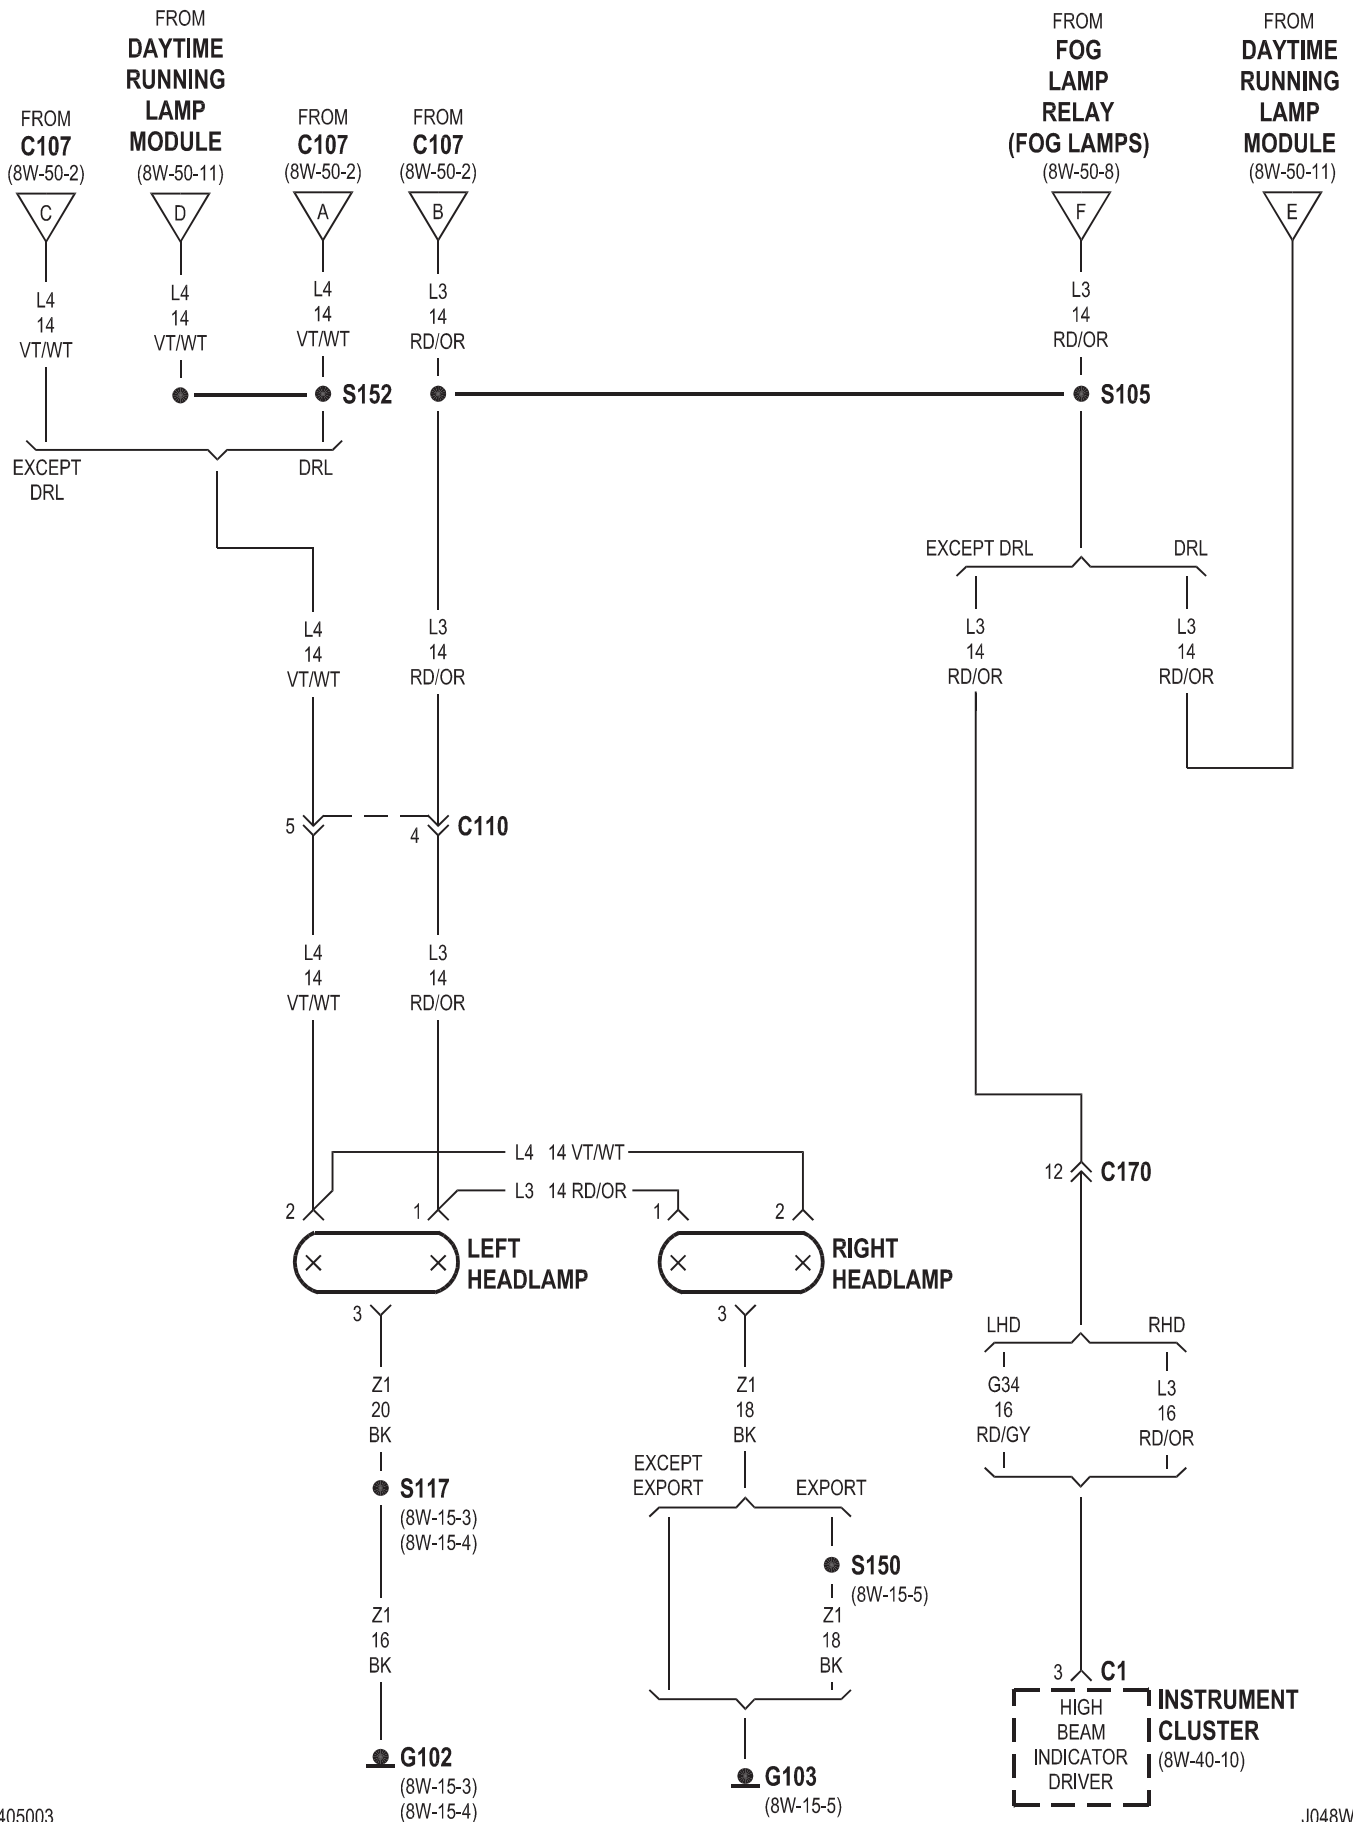 FROM
C107
(8W-50-2)
C
FROM
DAYTIME
RUNNING
LAMP
MODULE
(8W-50-11)
D
FROM
C107
(8W-50-2)
A
FROM
C107
(8W-50-2)
B
FROM
FOG
LAMP
RELAY
(FOG LAMPS)
(8W-50-8)
F
FROM
DAYTIME
RUNNING
LAMP
MODULE
(8W-50-11)
E
L4
14
VT/WT
L4
14
VT/WT
L4
14
VT/WT
L3
14
RD/OR
L3
14
RD/OR
S152
S105
EXCEPT
DRL
DRL
EXCEPT DRL
DRL
L4
14
VT/WT
L3
14
RD/OR
L3
14
RD/OR
L3
14
RD/OR
5
4
C110
L4
14
VT/WT
L3
14
RD/OR
L4 14 VT/WT
L3 14 RD/OR
12
C170
2
1
1
2
LEFT
HEADLAMP
RIGHT
HEADLAMP
3
3
LHD
RHD
Z1
20
BK
Z1
18
BK
G34
16
RD/GY
L3
16
RD/OR
S117
(8W-15-3)
(8W-15-4)
EXCEPT
EXPORT
EXPORT
S150
(8W-15-5)
Z1
16
BK
Z1
18
BK
3
C1
HIGH
BEAM
INDICATOR
DRIVER
INSTRUMENT
CLUSTER
(8W-40-10)
G102
(8W-15-3)
(8W-15-4)
G103
(8W-15-5)
405003
J048W